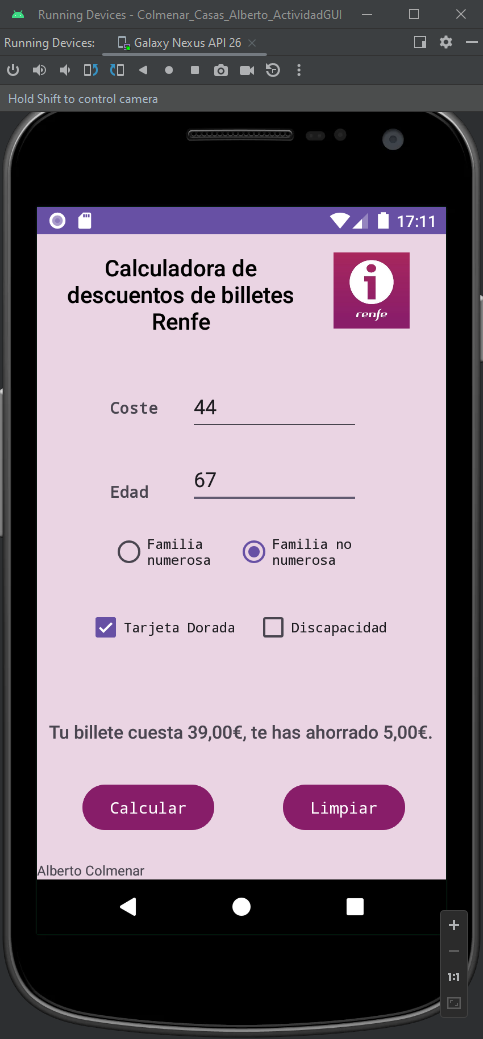 Running Devices - Colmenar_Casas_Alberto_ActividadGUI
Running Devices: Galaxy Nexus API 26
Hold Shift to control camera
17:11
Calculadora de
descuentos de billetes
Renfe
renfe
Coste 44
Edad 67
Familia
numerosa
Familia no
numerosa
Tarjeta Dorada Discapacidad
Tu billete cuesta 39,00€, te has ahorrado 5,00€.
Calcular Limpiar
Alberto Colmenar
1:1